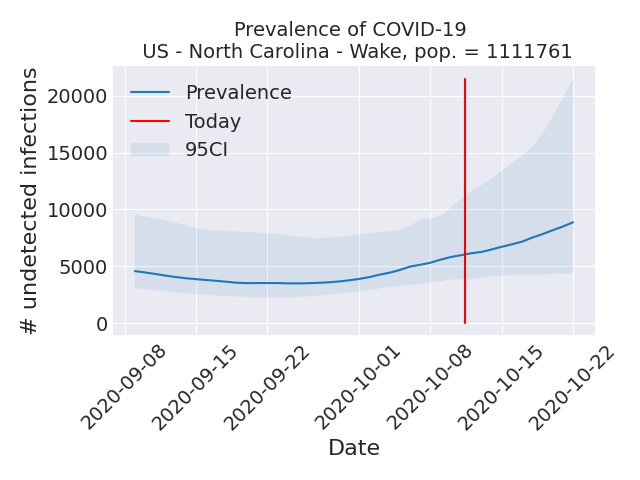 Prevalence of COVID-19
US - North Carolina - Wake, pop. = 1111761
# undetected infections
20000
15000
10000
5000
0
Prevalence
Today
95CI
2020-09-08
2020-09-15
2020-09-22
2020-10-01
2020-10-08
2020-10-15
2020-10-22
Date